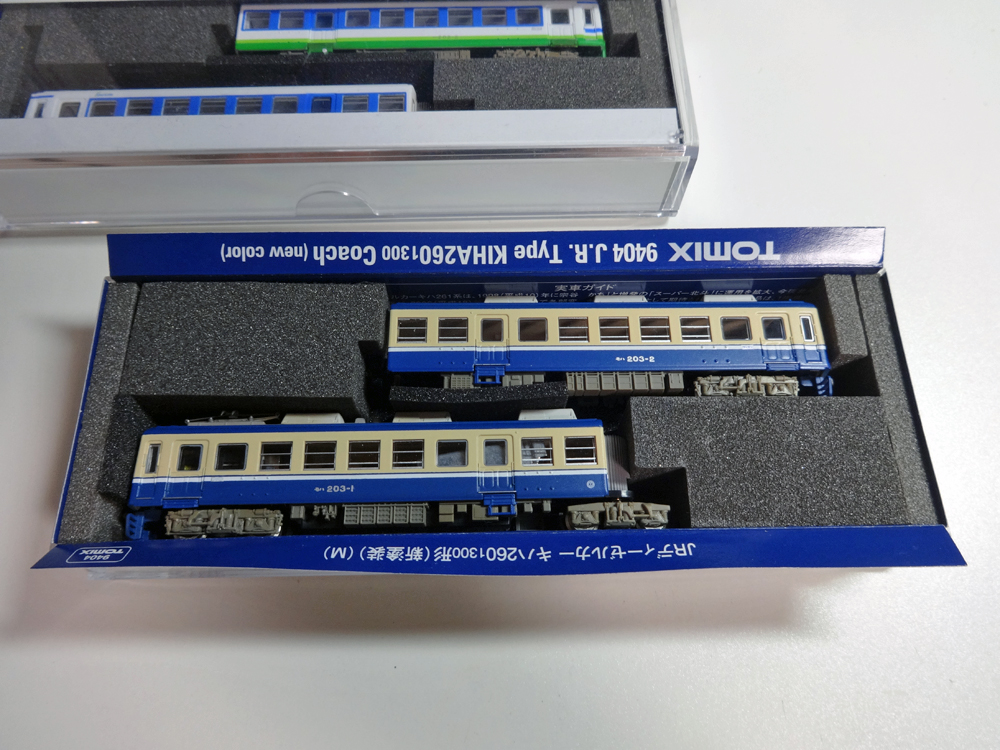 TOMIX 9404 J.R. Type KIHA2601300 Coach (new color)
実車ガイド
モハ 203-2
モハ 203-1
JRディーゼルカー キハ2601300形(新塗装)(M)
9404
TOMIX